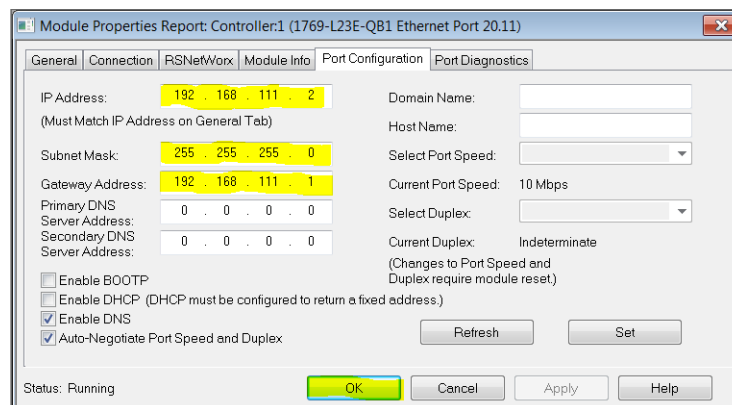 Module Properties Report: Controller:1 (1769-L23E-QB1 Ethernet Port 20.11)
General Connection RSNetWorx Module Info Port Configuration Port Diagnostics
IP Address: 192 . 168 . 111 . 2
(Must Match IP Address on General Tab)
Subnet Mask: 255 . 255 . 255 . 0
Gateway Address: 192 . 168 . 111 . 1
Primary DNS
Server Address: 0 . 0 . 0 . 0
Secondary DNS
Server Address: 0 . 0 . 0 . 0
Enable BOOTP
Enable DHCP (DHCP must be configured to return a fixed address.)
Enable DNS
Auto-Negotiate Port Speed and Duplex
Domain Name:
Host Name:
Select Port Speed:
Current Port Speed: 10 Mbps
Select Duplex:
Current Duplex: Indeterminate
(Changes to Port Speed and
Duplex require module reset.)
Refresh Set
Status: Running OK Cancel Apply Help